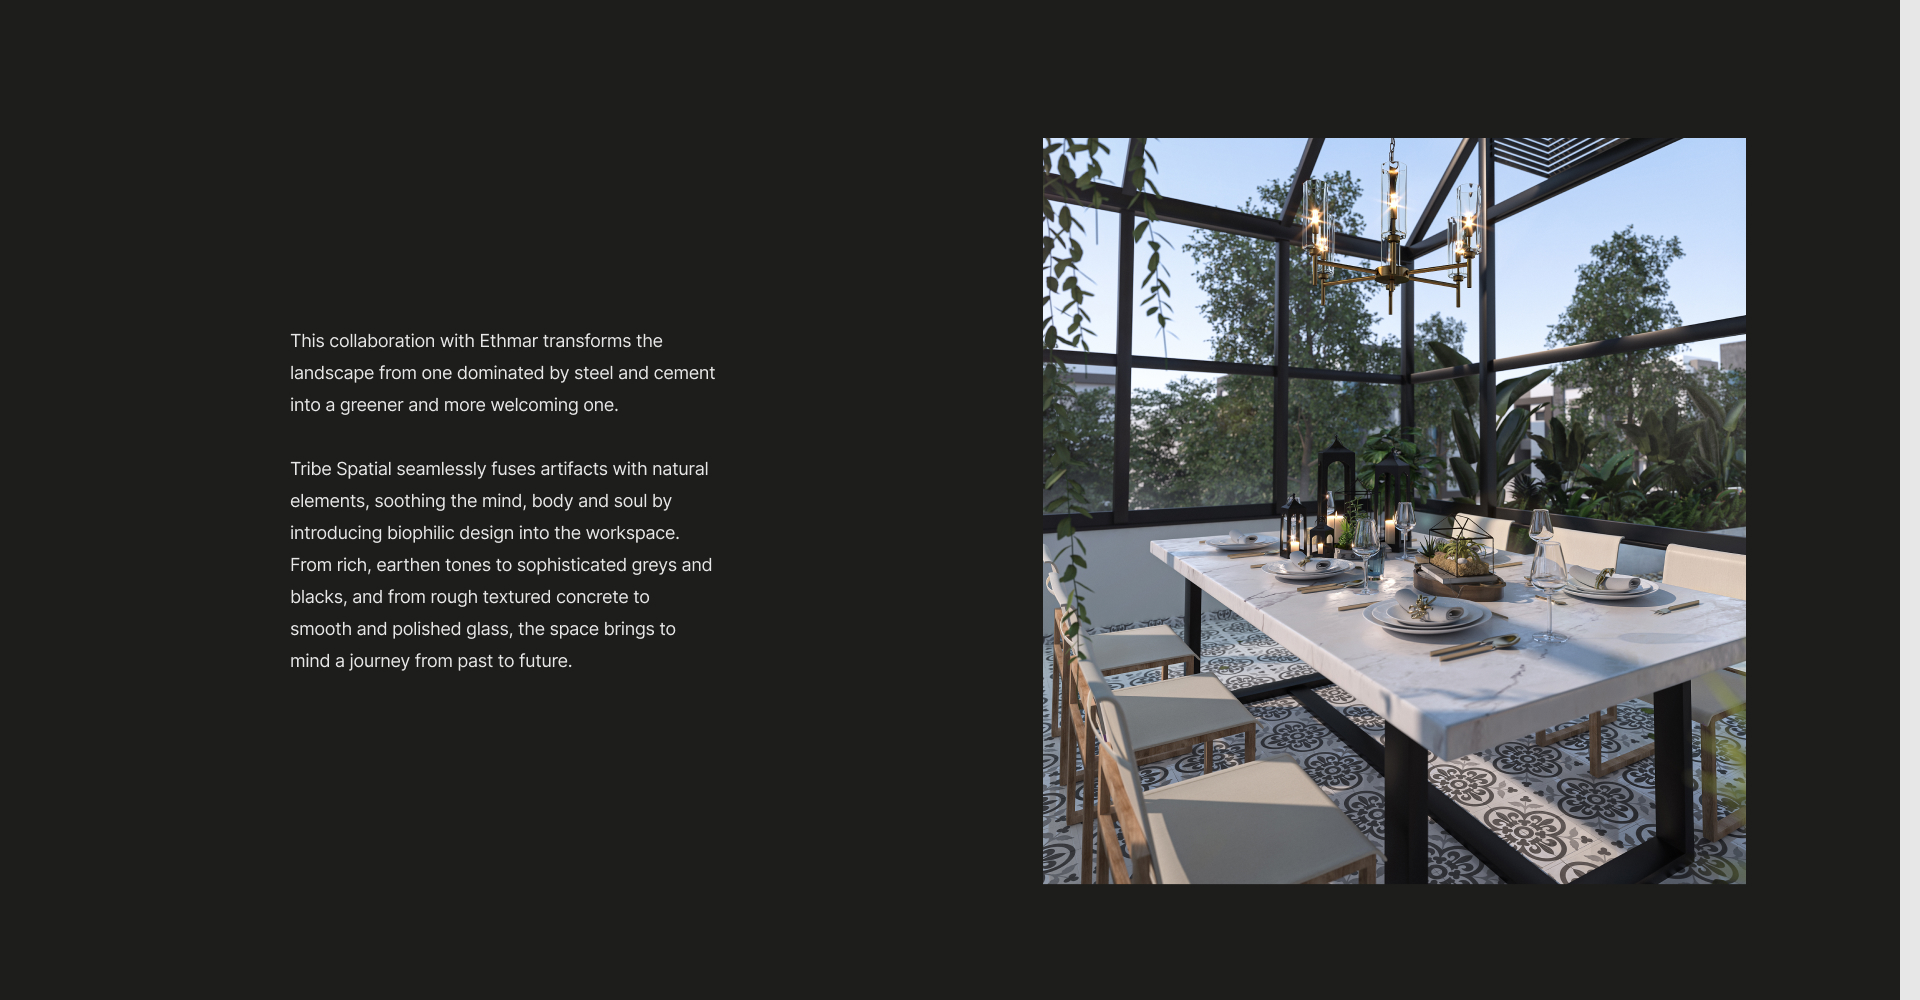 This collaboration with Ethmar transforms the
landscape from one dominated by steel and cement
into a greener and more welcoming one.
Tribe Spatial seamlessly fuses artifacts with natural
elements, soothing the mind, body and soul by
introducing biophilic design into the workspace.
From rich, earthen tones to sophisticated greys and
blacks, and from rough textured concrete to
smooth and polished glass, the space brings to
mind a journey from past to future.